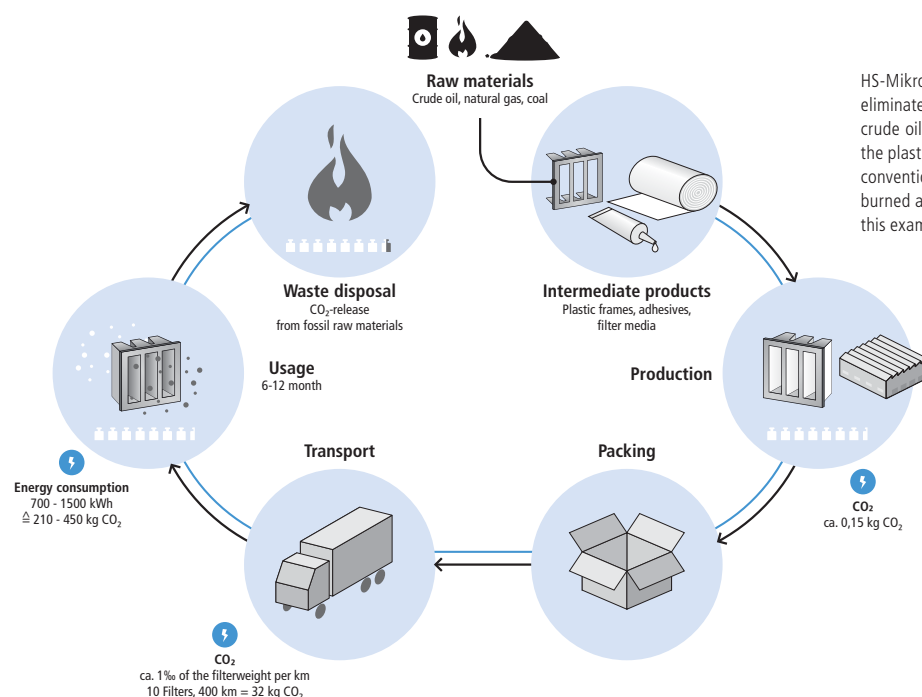 Raw materials
Crude oil, natural gas, coal
eliminate
crude oil
the plast
conventi
burned a
this exam
Waste disposal
CO₂-release
from fossil raw materials
Intermediate products
Plastic frames, adhesives,
filter media
Usage
6-12 month
Production
Energy consumption
700 - 1500 kWh
≙ 210 - 450 kg CO₂
Transport
Packing
CO₂
ca. 0,15 kg CO₂
CO₂
ca. 1‰ of the filterweight per km
10 Filters, 400 km = 32 kg CO₂